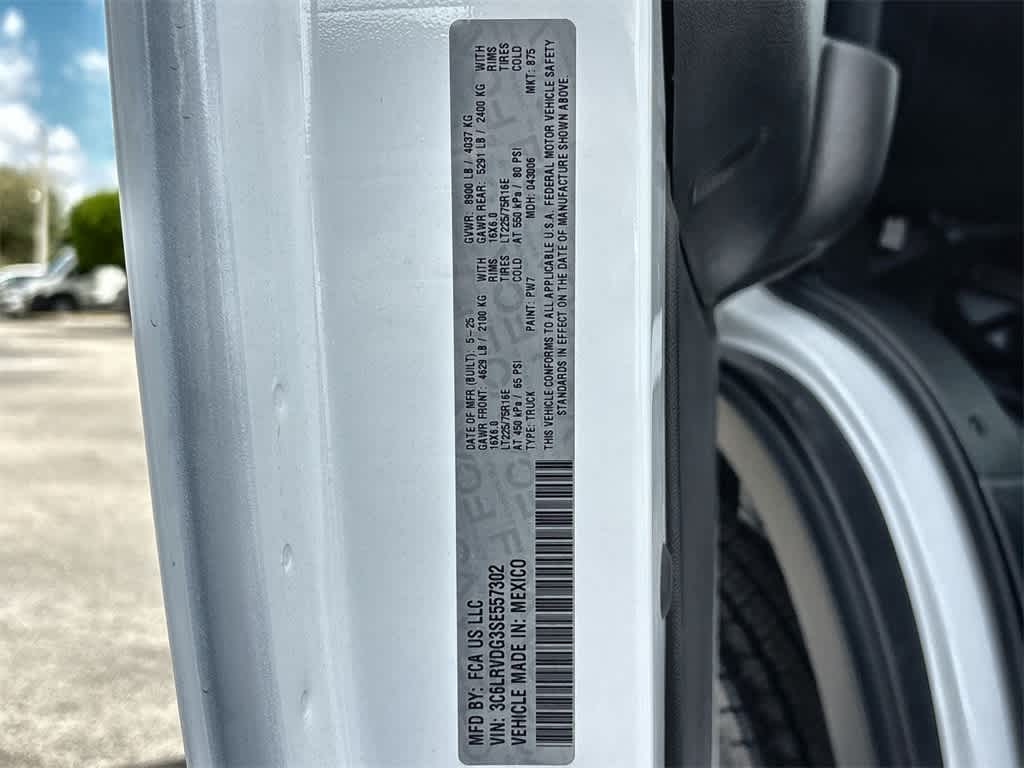 MFD BY: FCA US LLC
VIN: 3C6LRVDG3SE557302
VEHICLE MADE IN: MEXICO
DATE OF MFR (BUILT): 5-25 GVWR: 8900 LB / 4037 KG
GAWR FRONT: 4629 LB / 2100 KG WITH GAWR REAR: 5291 LB / 2400 KG WITH
16X6.0 RIMS 16X6.0 RIMS
LT225/75R16E TIRES LT225/75R16E TIRES
AT 450 kPa / 65 PSI COLD AT 550 kPa / 80 PSI COLD
TYPE: TRUCK PAINT: PW7 MDH: 043006 MKT: B75
THIS VEHICLE CONFORMS TO ALL APPLICABLE U.S.A. FEDERAL MOTOR VEHICLE SAFETY
STANDARDS IN EFFECT ON THE DATE OF MANUFACTURE SHOWN ABOVE.